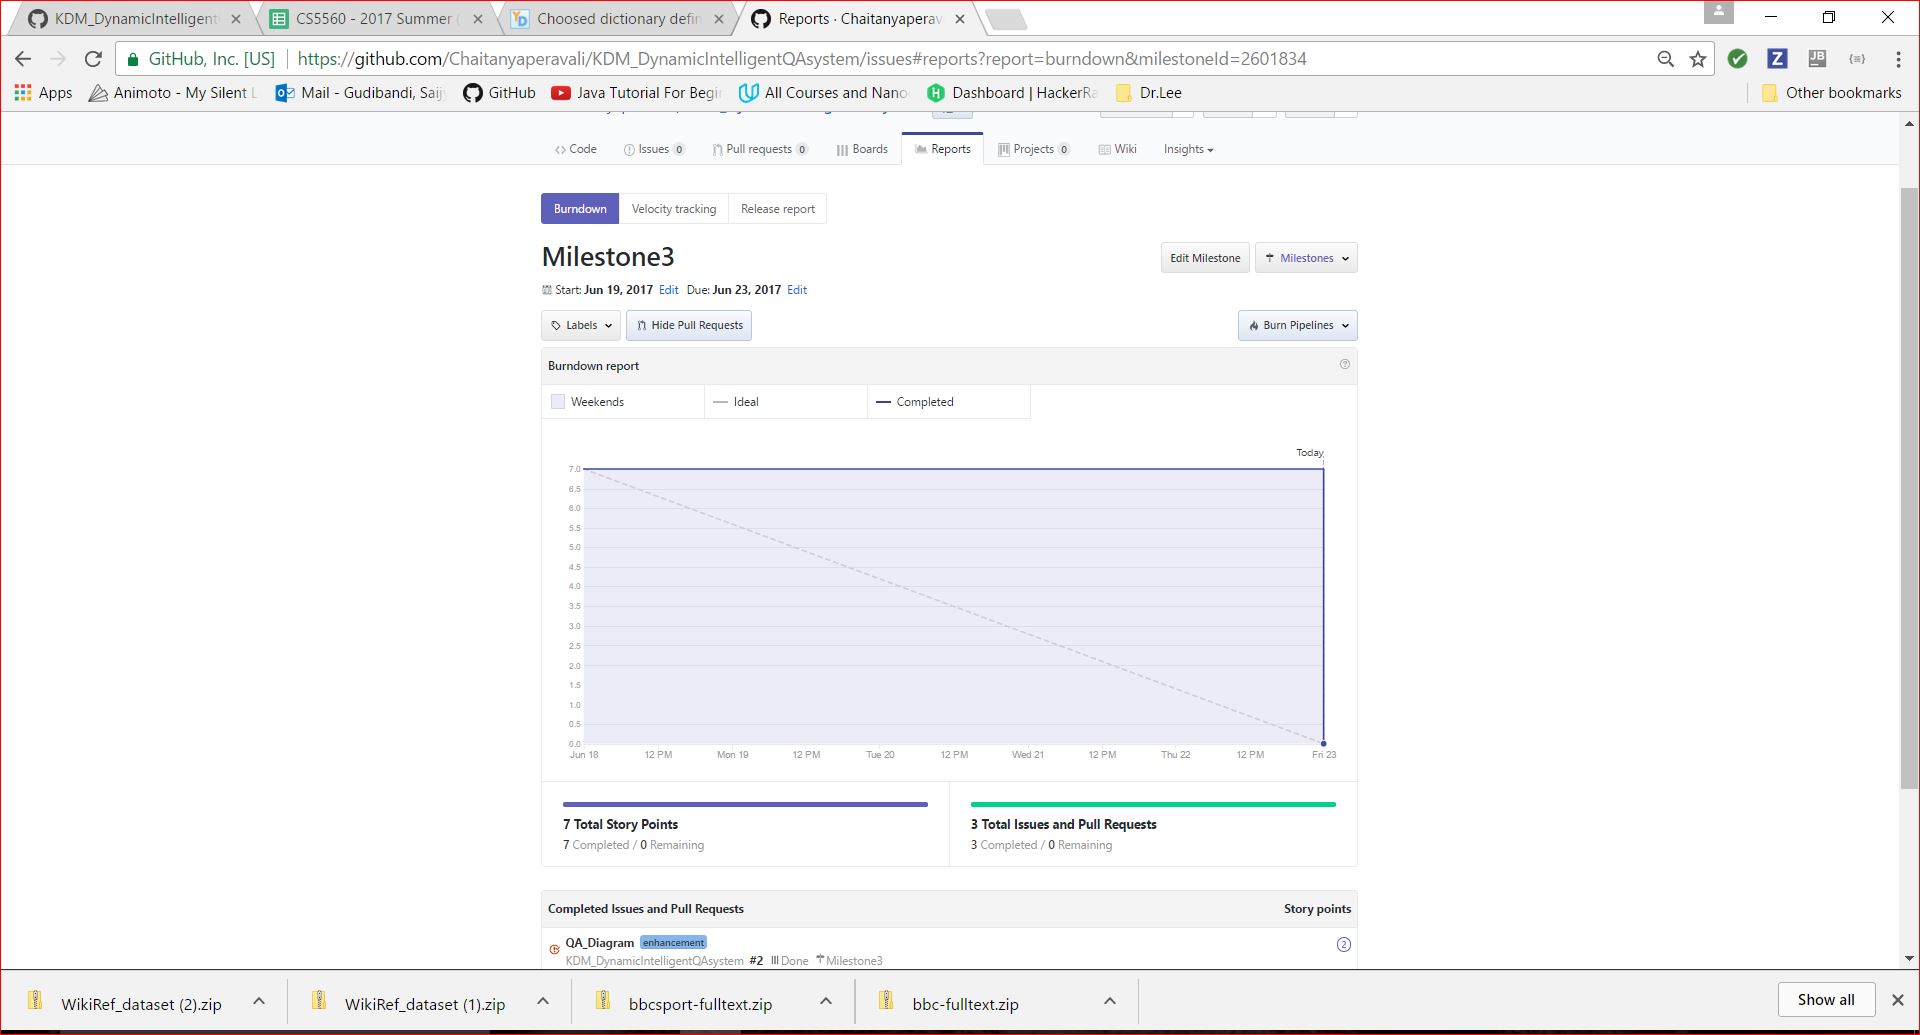 KDM_DynamicIntelligent
CS5560 - 2017 Summer (
Choosed dictionary defin
Reports · Chaitanyaperav
GitHub, Inc. [US]
https://github.com/Chaitanyaperavali/KDM_DynamicIntelligentQAsystem/issues#reports?report=burndown&milestoneId=2601834
Apps
Animoto - My Silent L
Mail - Gudibandi, Saij
GitHub
Java Tutorial For Begi
All Courses and Nano
Dashboard | HackerRa
Dr.Lee
Other bookmarks
Code
Issues 0
Pull requests 0
Boards
Reports
Projects 0
Wiki
Insights
Burndown
Velocity tracking
Release report
Milestone3
Edit Milestone
Milestones
Start: Jun 19, 2017 Edit Due: Jun 23, 2017 Edit
Labels
Hide Pull Requests
Burn Pipelines
Burndown report
Weekends
Ideal
Completed
Today
7.0
6.5
6.0
5.5
5.0
4.5
4.0
3.5
3.0
2.5
2.0
1.5
1.0
0.5
0.0
Jun 18
12 PM
Mon 19
12 PM
Tue 20
12 PM
Wed 21
12 PM
Thu 22
12 PM
Fri 23
7 Total Story Points
7 Completed / 0 Remaining
3 Total Issues and Pull Requests
3 Completed / 0 Remaining
Completed Issues and Pull Requests
Story points
QA_Diagram enhancement
2
KDM_DynamicIntelligentQAsystem #2 Done Milestone3
WikiRef_dataset (2).zip
WikiRef_dataset (1).zip
bbcsport-fulltext.zip
bbc-fulltext.zip
Show all